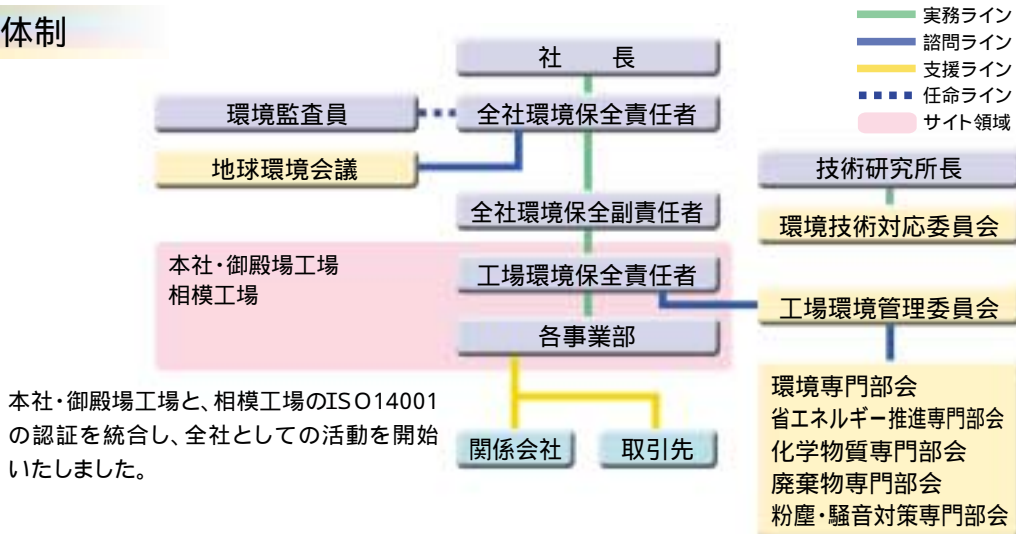 体制
実務ライン
諮問ライン
支援ライン
任命ライン
サイト領域
社　長
環境監査員
全社環境保全責任者
地球環境会議
技術研究所長
全社環境保全副責任者
環境技術対応委員会
本社・御殿場工場
相模工場
工場環境保全責任者
工場環境管理委員会
各事業部
本社・御殿場工場と、相模工場のISO14001
の認証を統合し、全社としての活動を開始
いたしました。
関係会社
取引先
環境専門部会
省エネルギー推進専門部会
化学物質専門部会
廃棄物専門部会
粉塵・騒音対策専門部会